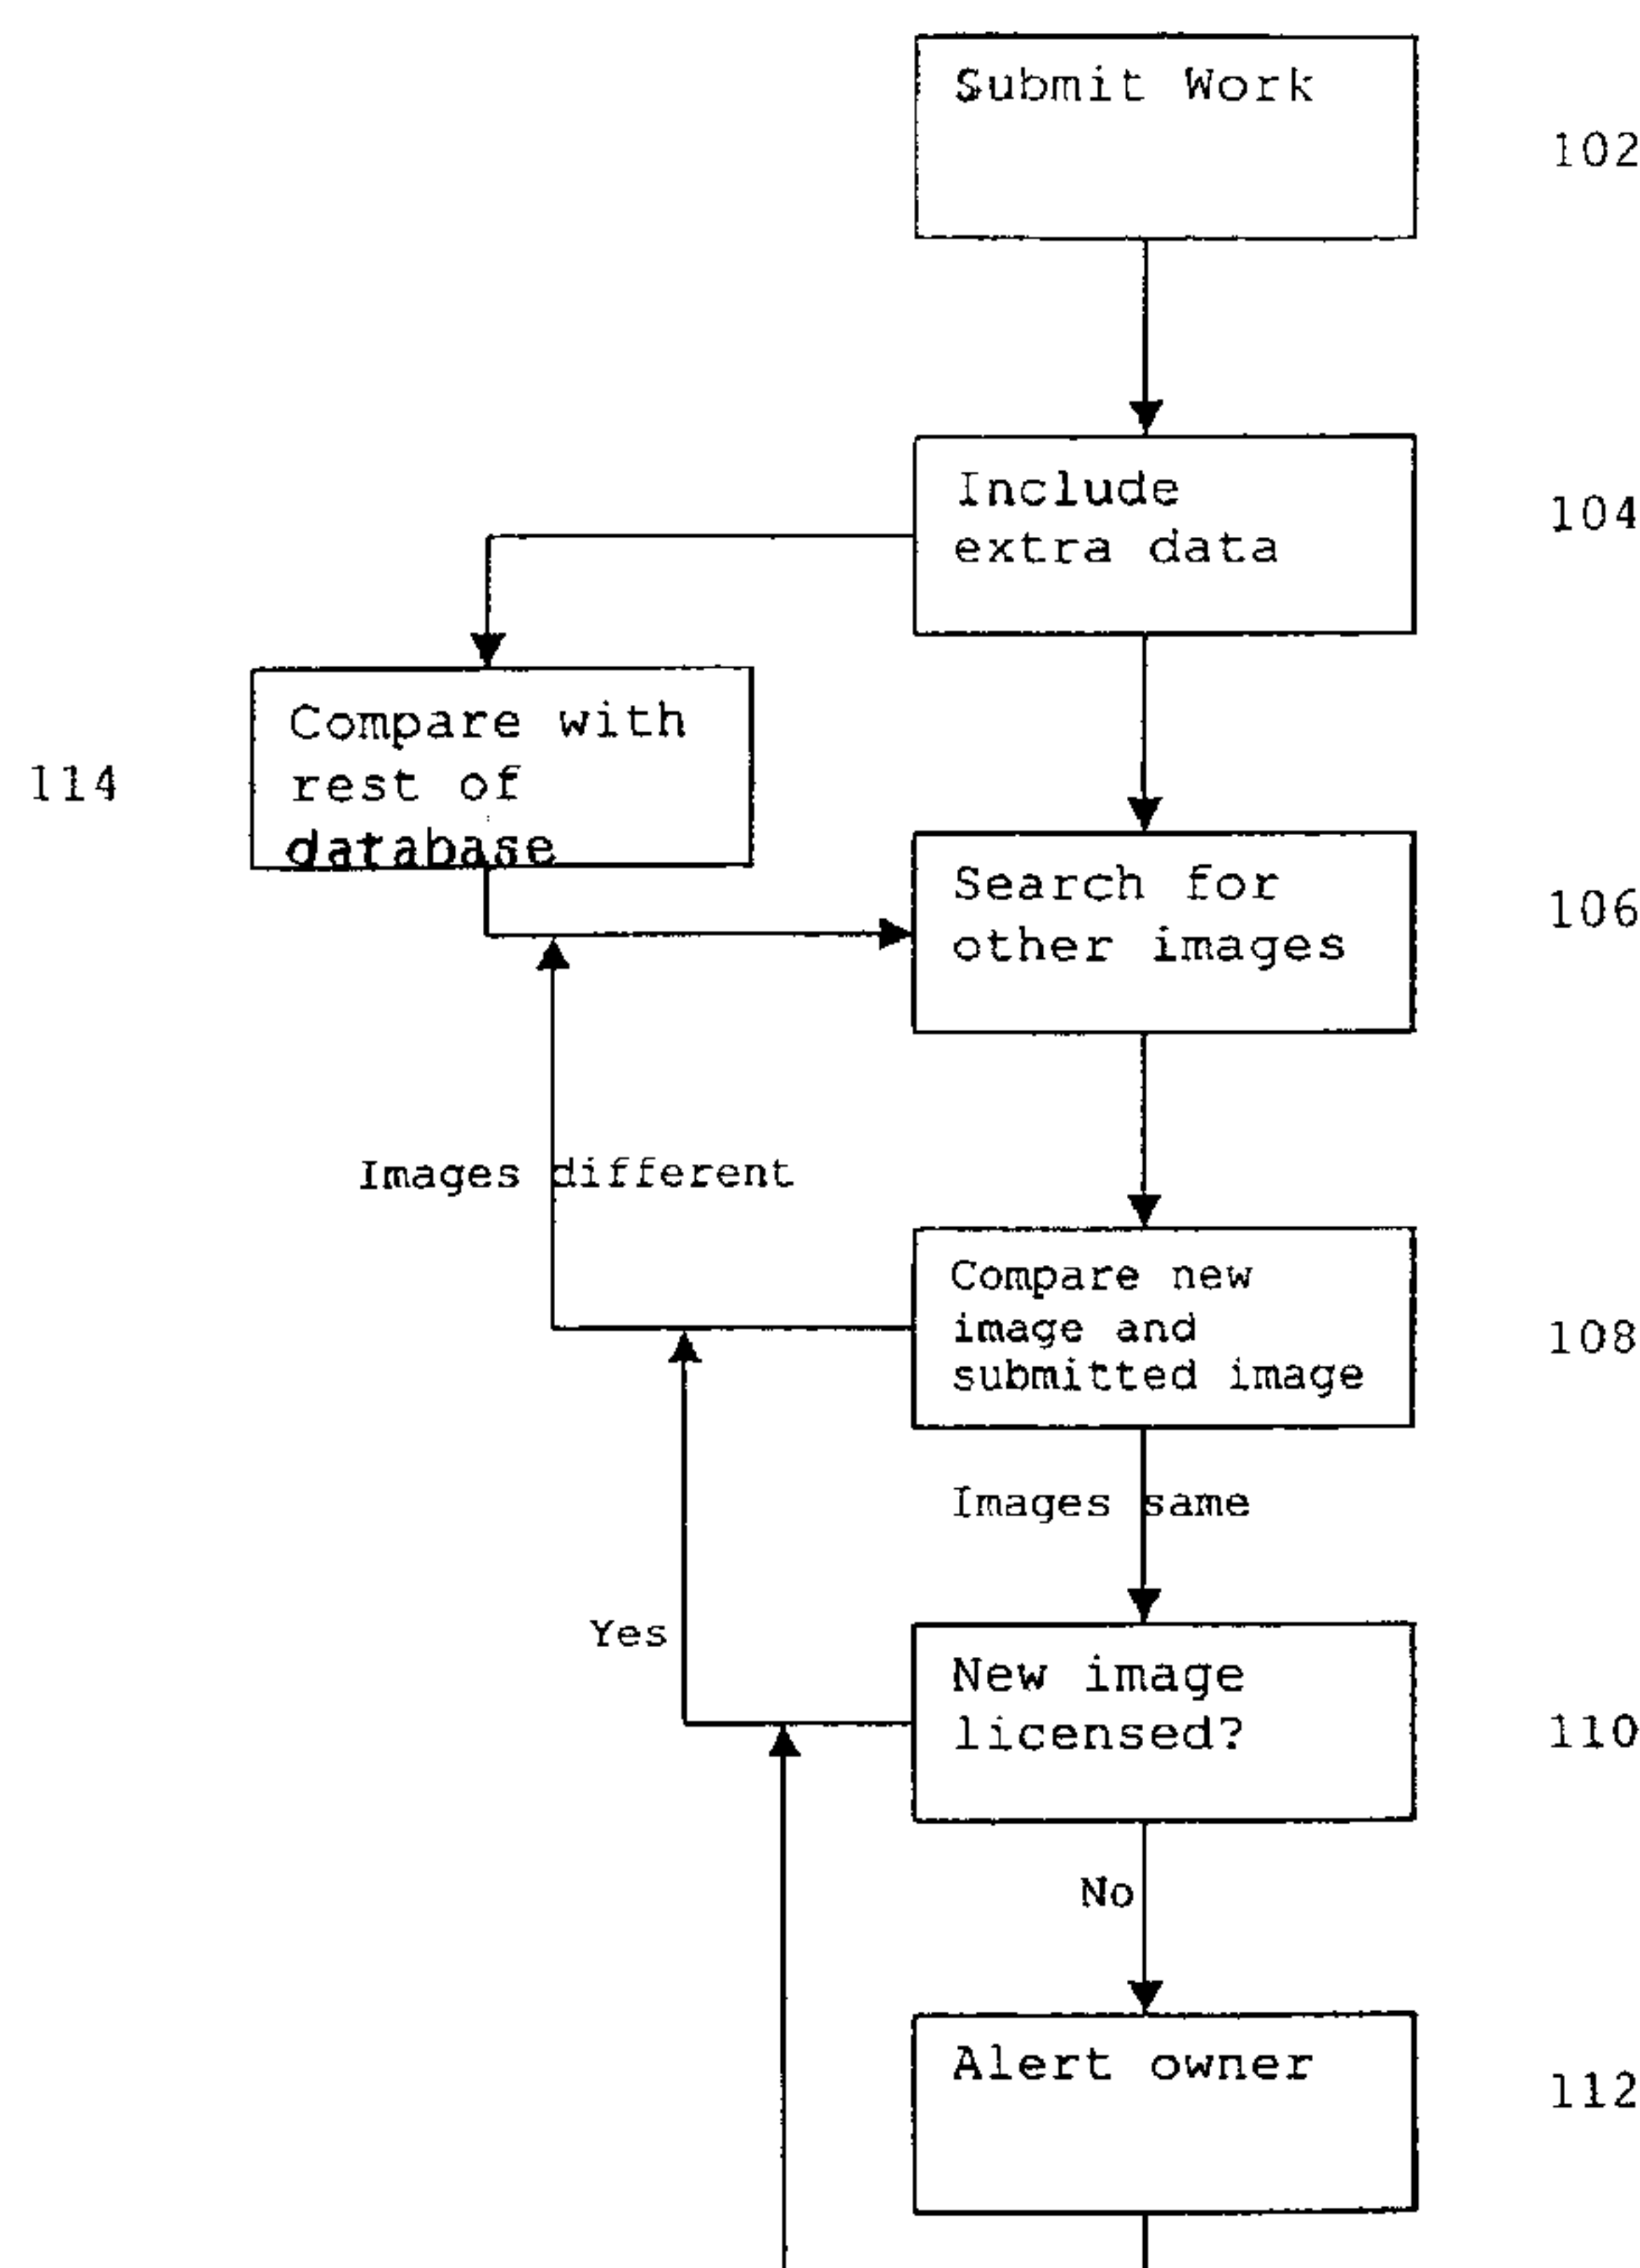 Submit Work
102
Include
extra data
104
Compare with
rest of
database
114
Search for
other images
106
Images different
Compare new
image and
submitted image
108
Images same
Yes
New image
licensed?
110
No
Alert owner
112